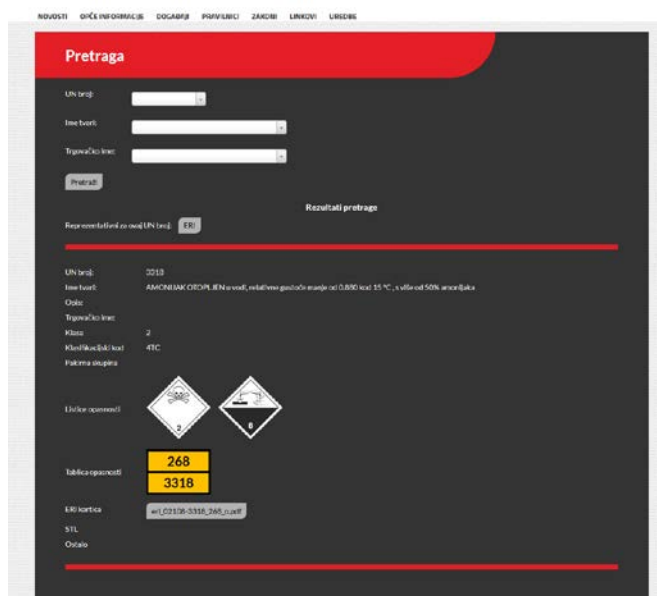 NOVOSTI OPĆE INFORMACIJE DOGAĐAJI PRAVILNICI ZAKONI LINKOVI UREDBE
Pretraga
UN broj:
Ime tvari:
Trgovačko ime:
Pretraži
Rezultati pretrage
Reprezentativni za ovaj UN broj: ERI
UN broj: 3318
Ime tvari: AMONIJAK OTOPLJEN u vodi, relativne gustoće manje od 0.880 kod 15 °C, s više od 50% amonijaka
Opis:
Trgovačko ime:
Klasa 2
Klasifikacijski kod 4TC
Pakirna skupina
Listice opasnosti
2
8
Tablica opasnosti
268
3318
ERI kartica
STL
Ostalo